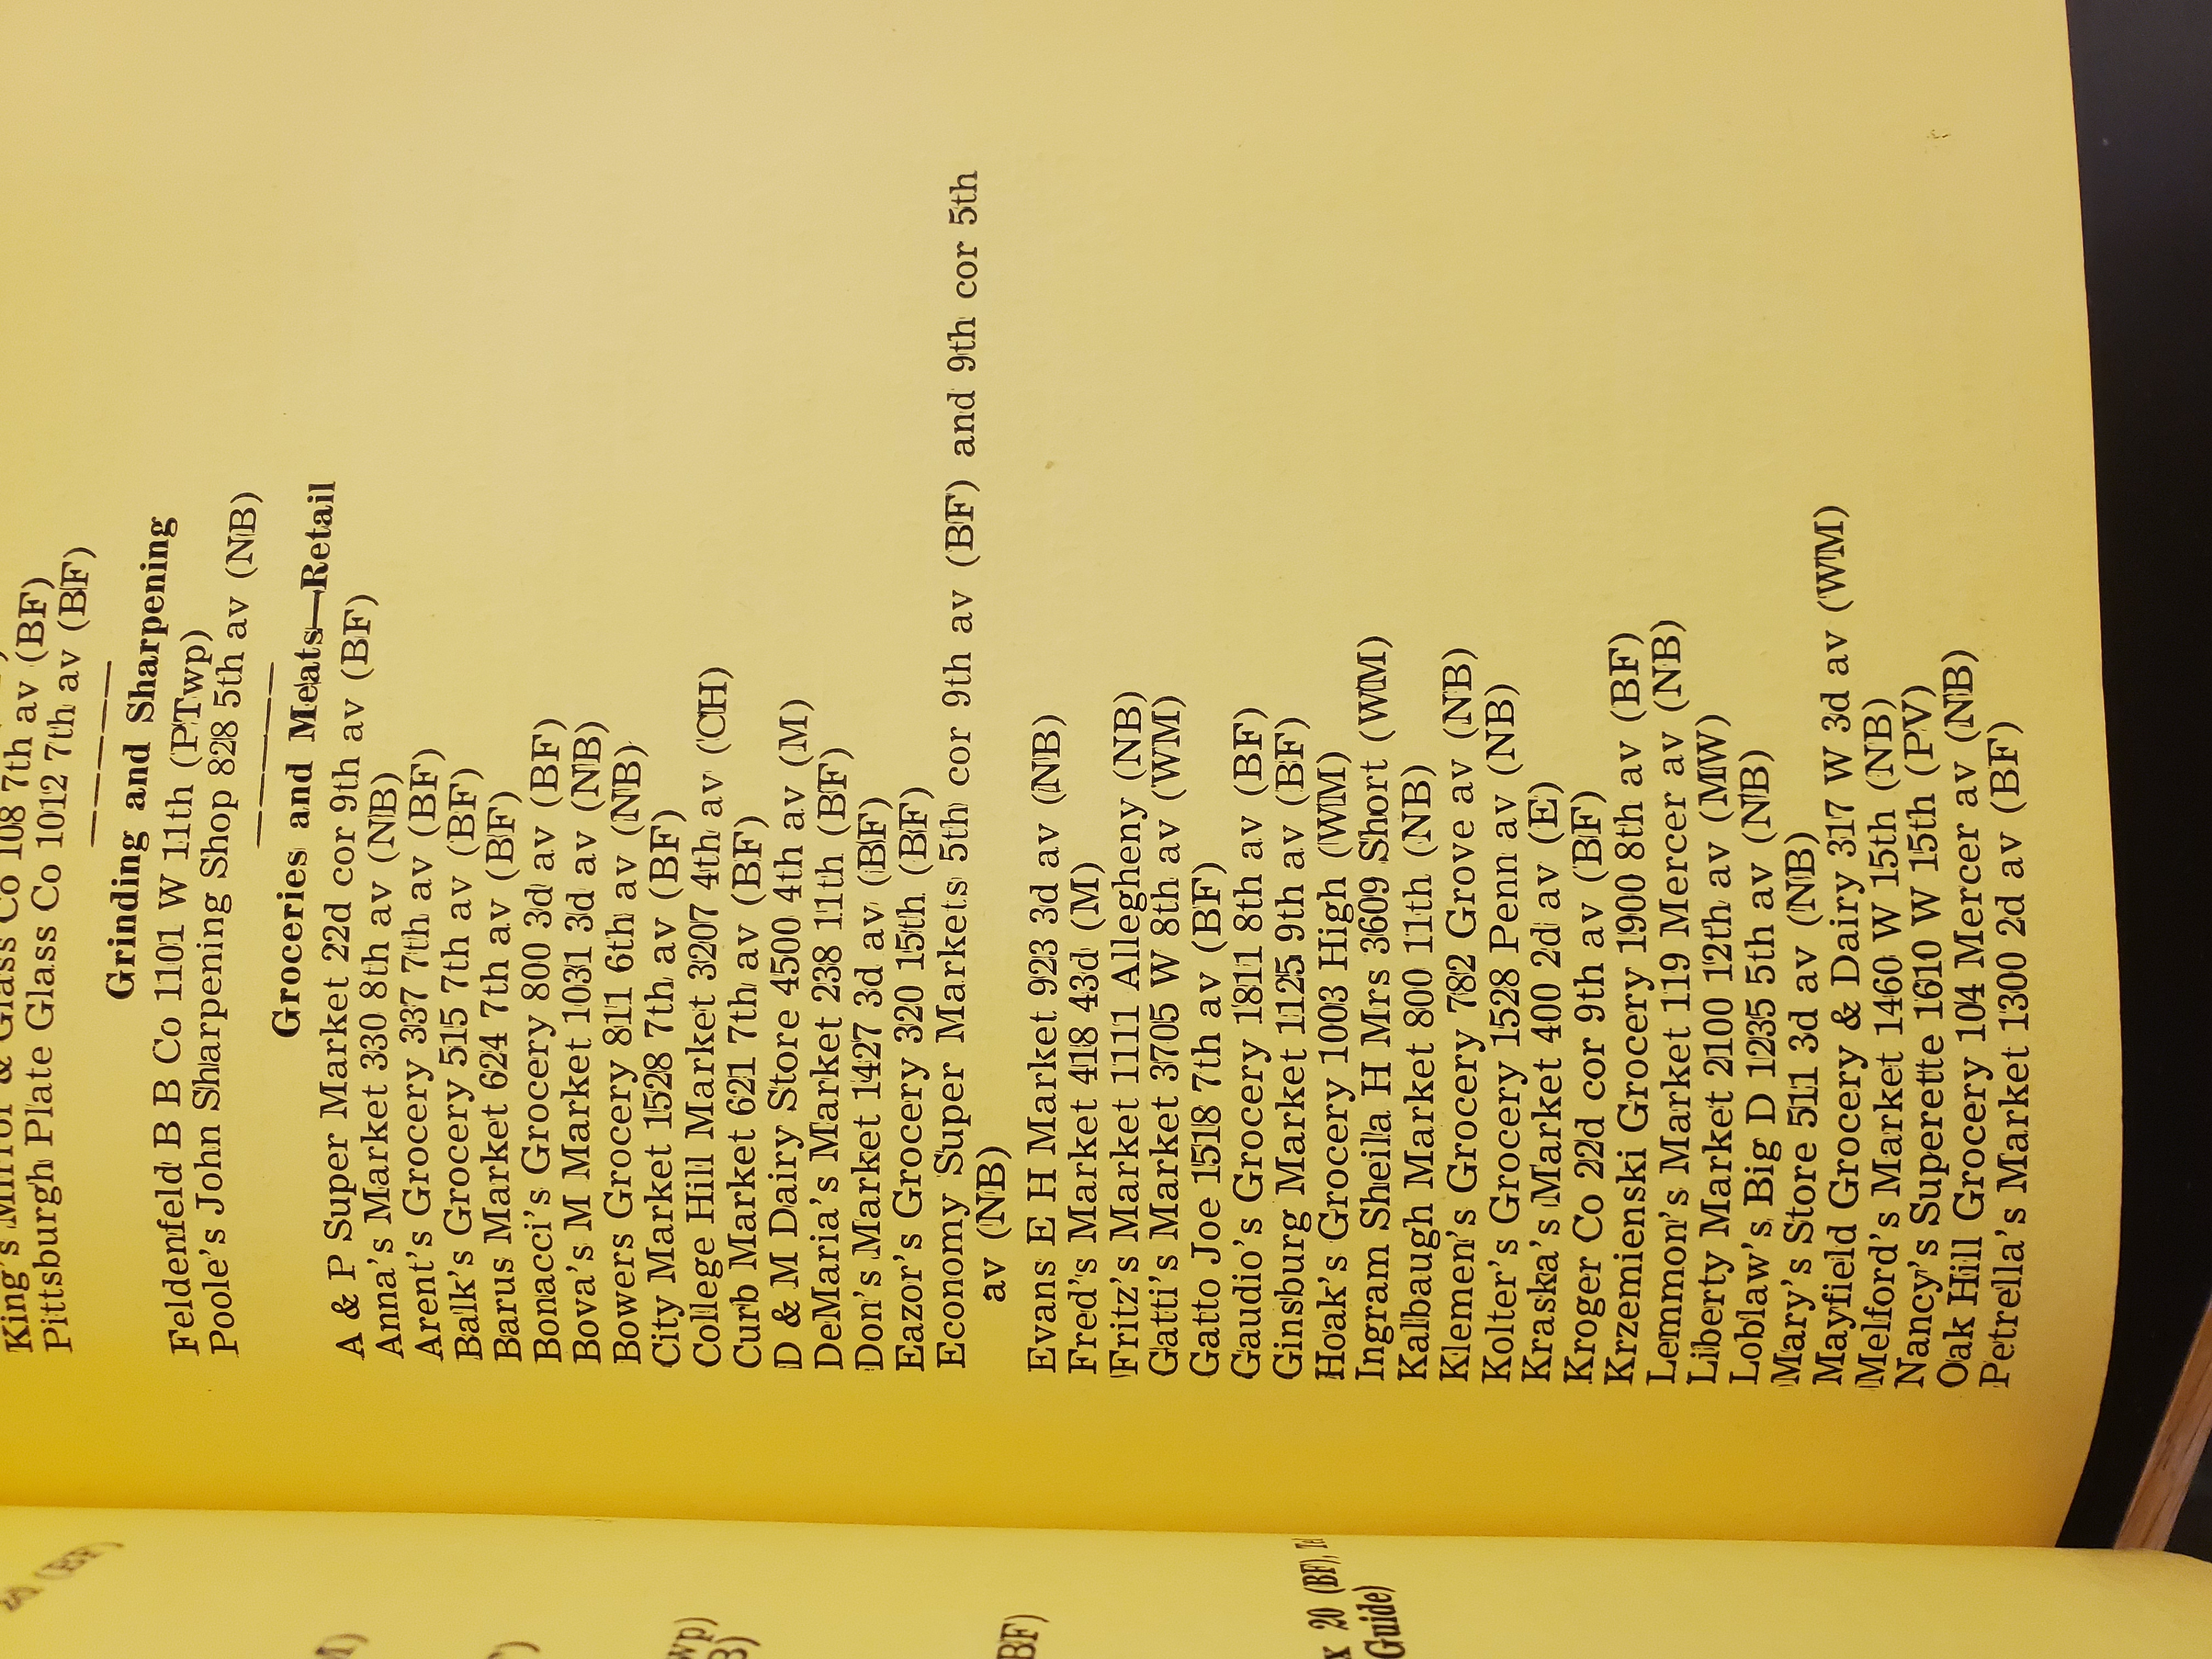 King's Mirror & Glass Co 108 7th av (BF)
Pittsburgh Plate Glass Co 1012 7th av (BF)
Grinding and Sharpening
Feldenfeld B B Co 1101 W 11th (PTwp)
Poole's John Sharpening Shop 828 5th av (NB)
Groceries and Meats—Retail
A & P Super Market 22d cor 9th av (BF)
Anna's Market 330 8th av (NB)
Arent's Grocery 337 7th av (BF)
Balk's Grocery 515 7th av (BF)
Barus Market 624 7th av (BF)
Bonacci's Grocery 800 3d av (BF)
Bova's M Market 1031 3d av (NB)
Bowers Grocery 811 6th av (NB)
City Market 1528 7th av (BF)
College Hill Market 3207 4th av (CH)
Curb Market 621 7th av (BF)
D & M Dairy Store 4500 4th av (M)
DeMaria's Market 238 11th (BF)
Don's Market 1427 3d av (BF)
Eazor's Grocery 320 15th (BF)
Economy Super Markets 5th cor 9th av (BF) and 9th cor 5th
av (NB)
Evans E H Market 923 3d av (NB)
Fred's Market 418 43d (M)
Fritz's Market 1111 Allegheny (NB)
Gatti's Market 3705 W 8th av (WM)
Gatto Joe 1518 7th av (BF)
Gaudio's Grocery 1811 8th av (BF)
Ginsburg Market 1125 9th av (BF)
Hoak's Grocery 1003 High (WM)
Ingram Sheila H Mrs 3609 Short (WM)
Kalbaugh Market 800 11th (NB)
Klemen's Grocery 782 Grove av (NB)
Kolter's Grocery 1528 Penn av (NB)
Kraska's Market 400 2d av (E)
Kroger Co 22d cor 9th av (BF)
Krzemienski Grocery 1900 8th av (BF)
Lemmon's Market 119 Mercer av (NB)
Liberty Market 2100 12th av (MW)
Loblaw's Big D 1235 5th av (NB)
Mary's Store 511 3d av (NB)
Mayfield Grocery & Dairy 317 W 3d av (WM)
Melford's Market 1460 W 15th (NB)
Nancy's Superette 1610 W 15th (PV)
Oak Hill Grocery 104 Mercer av (NB)
Petrella's Market 1300 2d av (BF)
(BF)
BF)
x 20 (BF),
Guide)